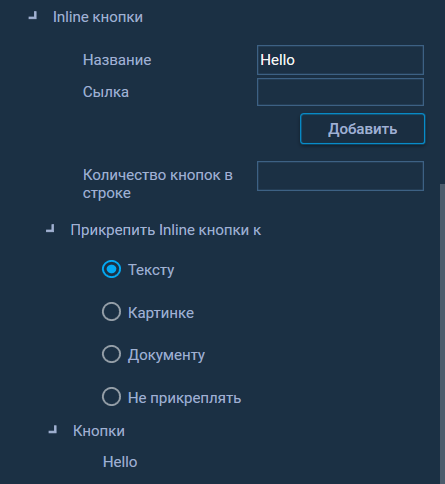 Inline кнопки
Название
Hello
Сылка
Добавить
Количество кнопок в
строке
Прикрепить Inline кнопки к
Тексту
Картинке
Документу
Не прикреплять
Кнопки
Hello